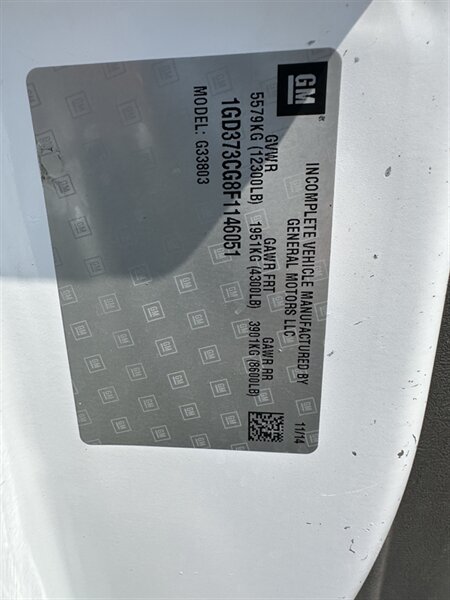 GM
INCOMPLETE VEHICLE MANUFACTURED BY
GENERAL MOTORS LLC
11/14
GVWR GAWR FRT GAWR RR
5579KG (12300LB) 1951KG (4300LB) 3901KG (8600LB)
1GD373CG8F1146051
MODEL: G33803